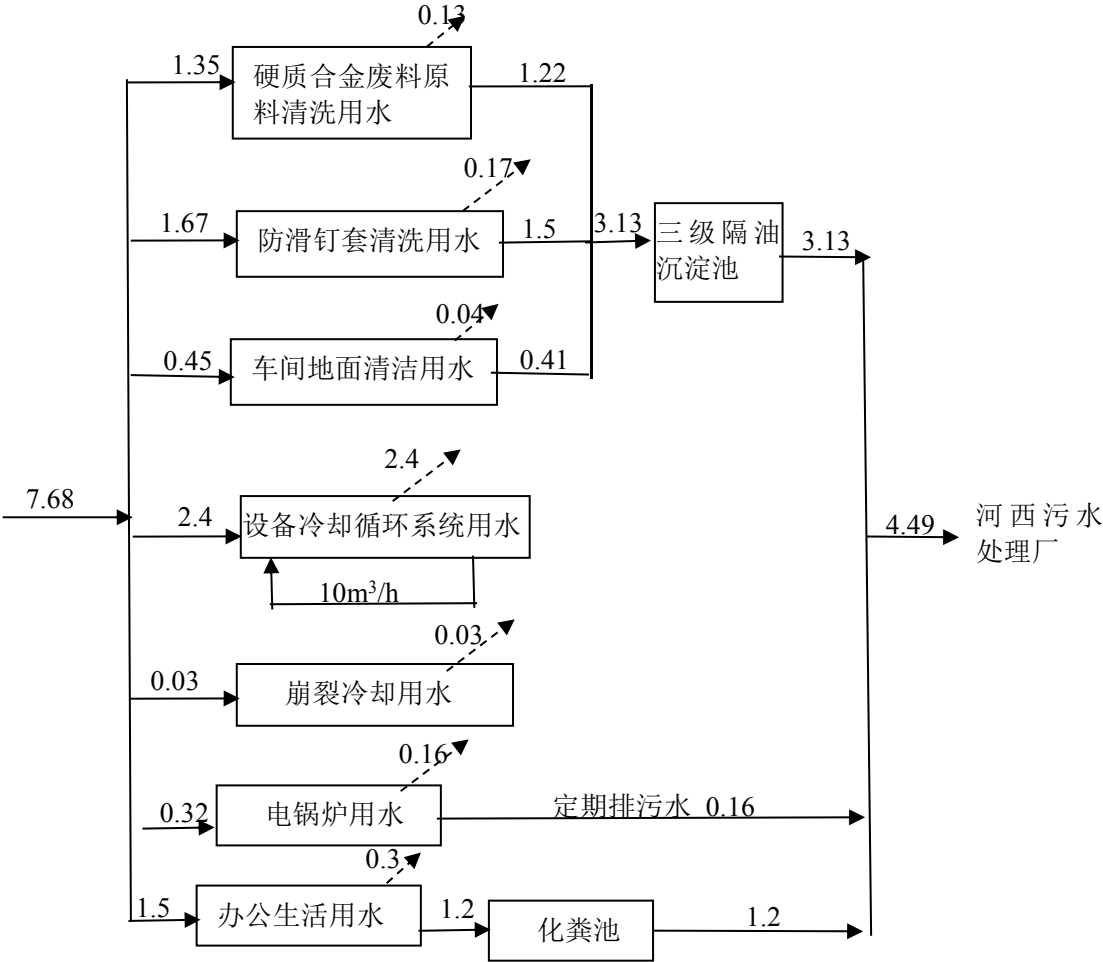 0.13
1.35
硬质合金废料原
料清洗用水
1.22
0.17
1.67
防滑钉套清洗用水
1.5
3.13
三级隔油
沉淀池
3.13
0.04
0.45
车间地面清洁用水
0.41
2.4
7.68
2.4
设备冷却循环系统用水
10m³/h
4.49
河西污水
处理厂
0.03
0.03
崩裂冷却用水
0.16
0.32
电锅炉用水
定期排污水 0.16
0.3
1.5
办公生活用水
1.2
化粪池
1.2